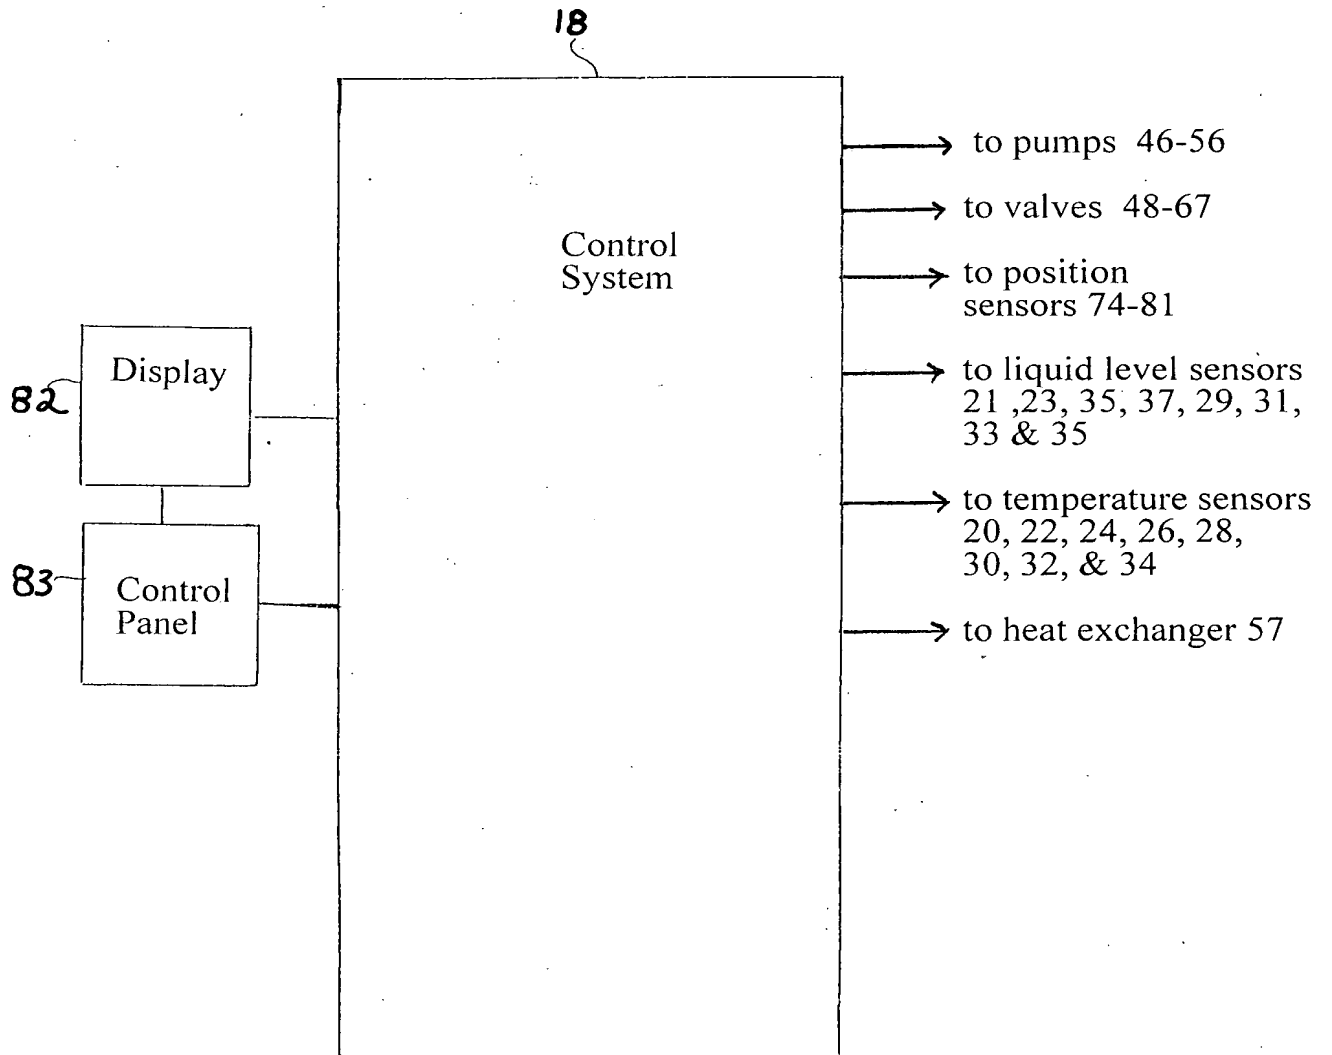 18
to pumps 46-56
to valves 48-67
Control
System
to position
sensors 74-81
Display
82
to liquid level sensors
21 ,23, 35, 37, 29, 31,
33 & 35
to temperature sensors
20, 22, 24, 26, 28,
30, 32, & 34
83
Control
Panel
to heat exchanger 57